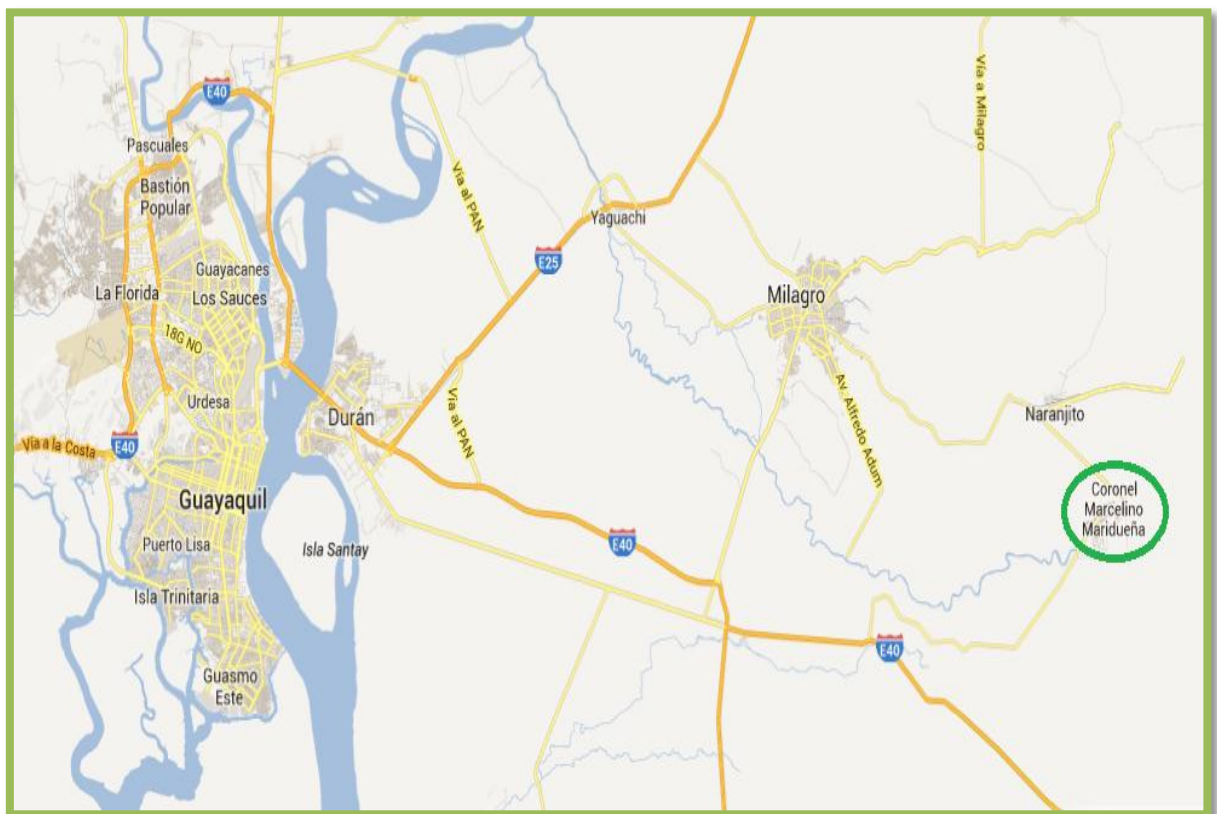 E40
Pascuales
Bastión
Popular
Guayacanes
La Florida
Los Sauces
18G NO
Urdesa
Vía a la Costa
E40
Guayaquil
Puerto Lisa
Isla Trinitaria
Guasmo
Este
Isla Santay
Durán
Vía al PAN
Vía al PAN
E25
Yaguachi
Milagro
Vía a Milagro
Av. Alfredo Adum
Naranjito
Coronel
Marcelino
Maridueña
E40
E40